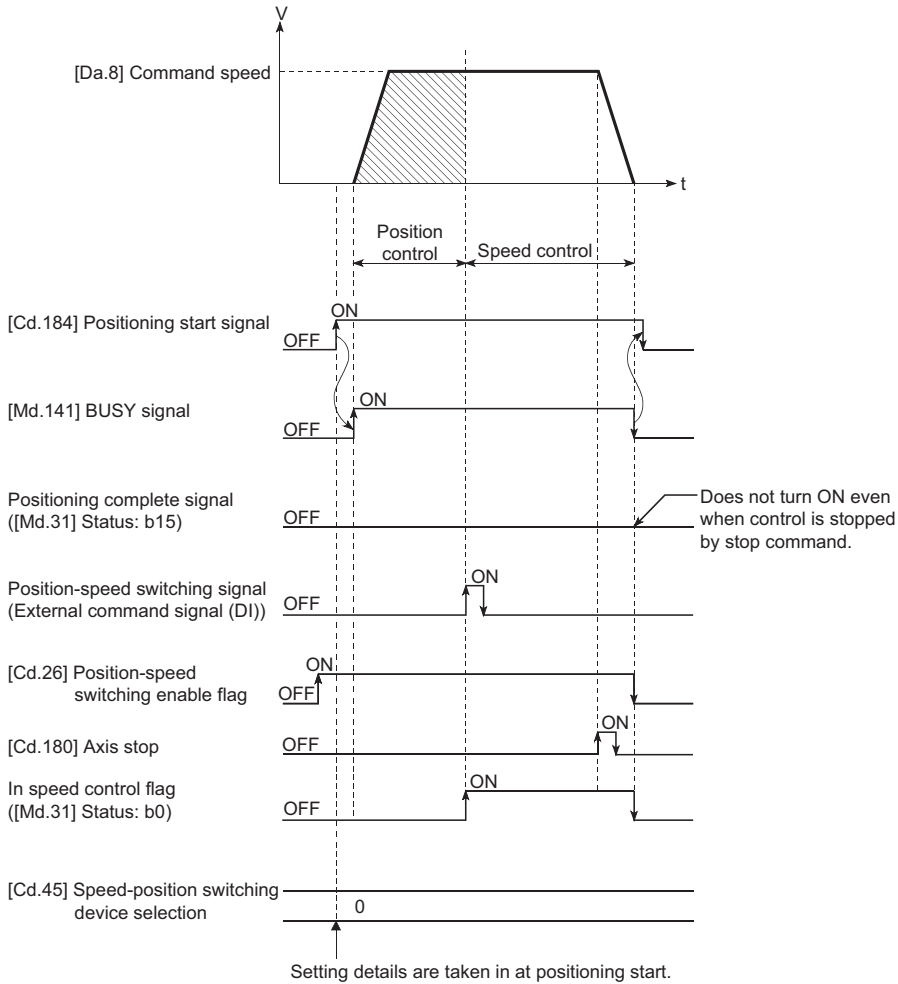 V
[Da.8] Command speed
t
Position
control
Speed control
[Cd.184] Positioning start signal
ON
OFF
[Md.141] BUSY signal
ON
OFF
Positioning complete signal
([Md.31] Status: b15)
OFF
Does not turn ON even
when control is stopped
by stop command.
Position-speed switching signal
(External command signal (DI))
ON
OFF
[Cd.26] Position-speed
switching enable flag
ON
OFF
[Cd.180] Axis stop
OFF
ON
In speed control flag
([Md.31] Status: b0)
ON
OFF
[Cd.45] Speed-position switching
device selection
0
Setting details are taken in at positioning start.